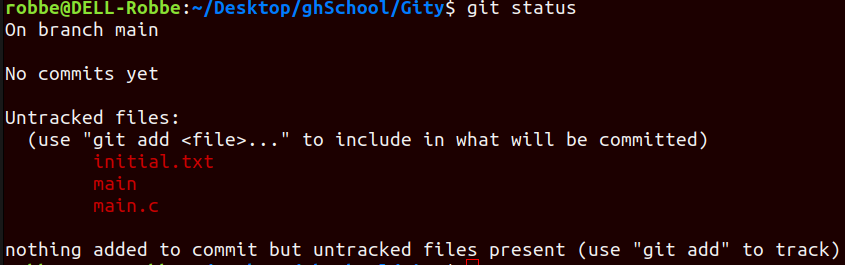 robbe@DELL-Robbe:~/Desktop/ghSchool/Gity$ git status
On branch main
No commits yet
Untracked files:
(use "git add <file>..." to include in what will be committed)
initial.txt
main
main.c
nothing added to commit but untracked files present (use "git add" to track)